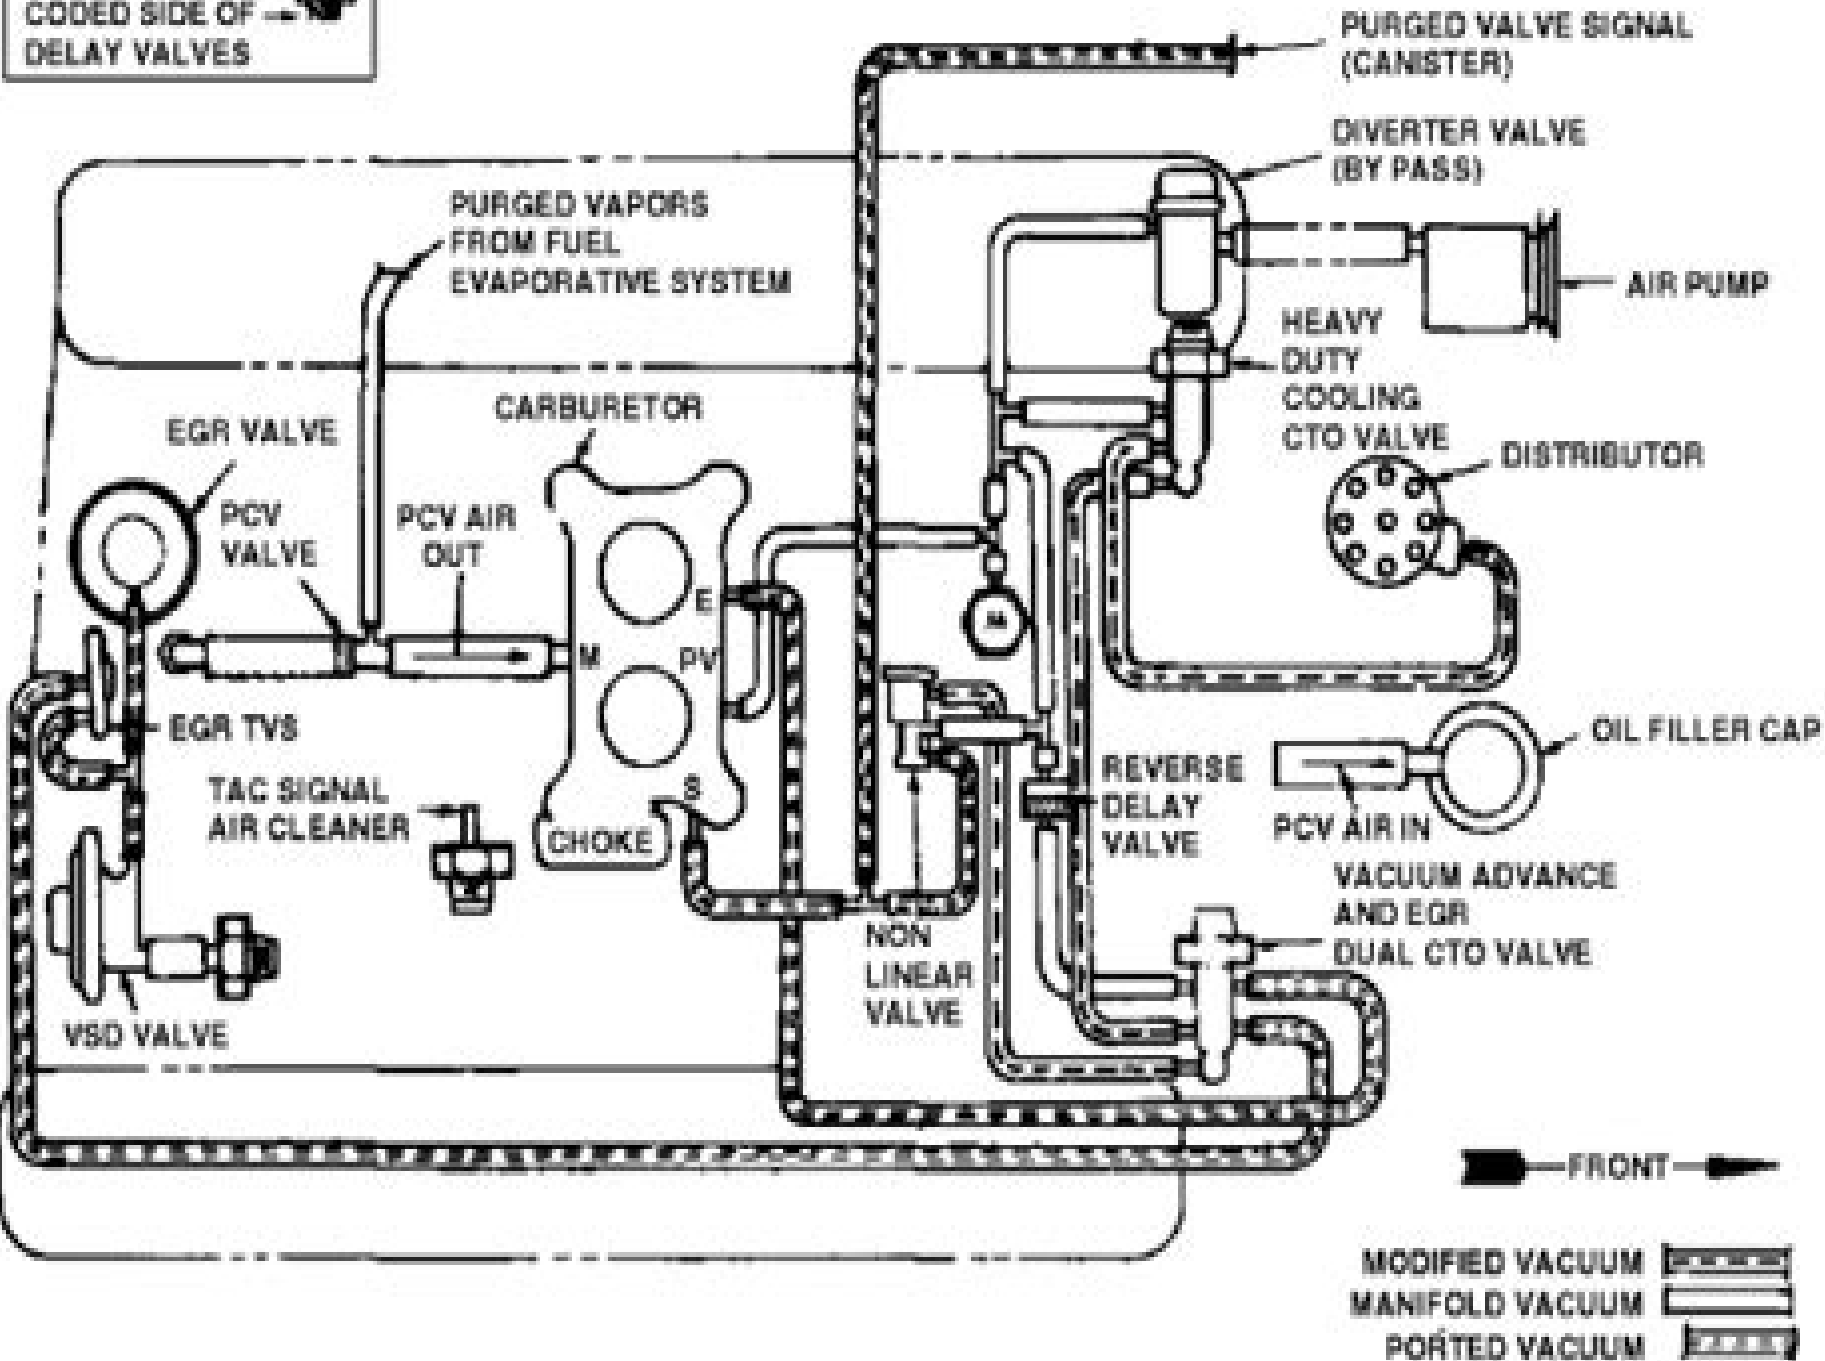 CODED SIDE OF
DELAY VALVES
PURGED VALVE SIGNAL
(CANISTER)
DIVERTER VALVE
(BY PASS)
PURGED VAPORS
FROM FUEL
EVAPORATIVE SYSTEM
AIR PUMP
HEAVY
DUTY
COOLING
CTO VALVE
CARBURETOR
EGR VALVE
DISTRIBUTOR
PCV
VALVE
PCV AIR
OUT
E
M
PV
M
EGR TVS
OIL FILLER CAP
REVERSE
DELAY
VALVE
TAC SIGNAL
AIR CLEANER
S
CHOKE
PCV AIR IN
VACUUM ADVANCE
AND EGR
DUAL CTO VALVE
NON
LINEAR
VALVE
VSD VALVE
FRONT
MODIFIED VACUUM
MANIFOLD VACUUM
PORTED VACUUM